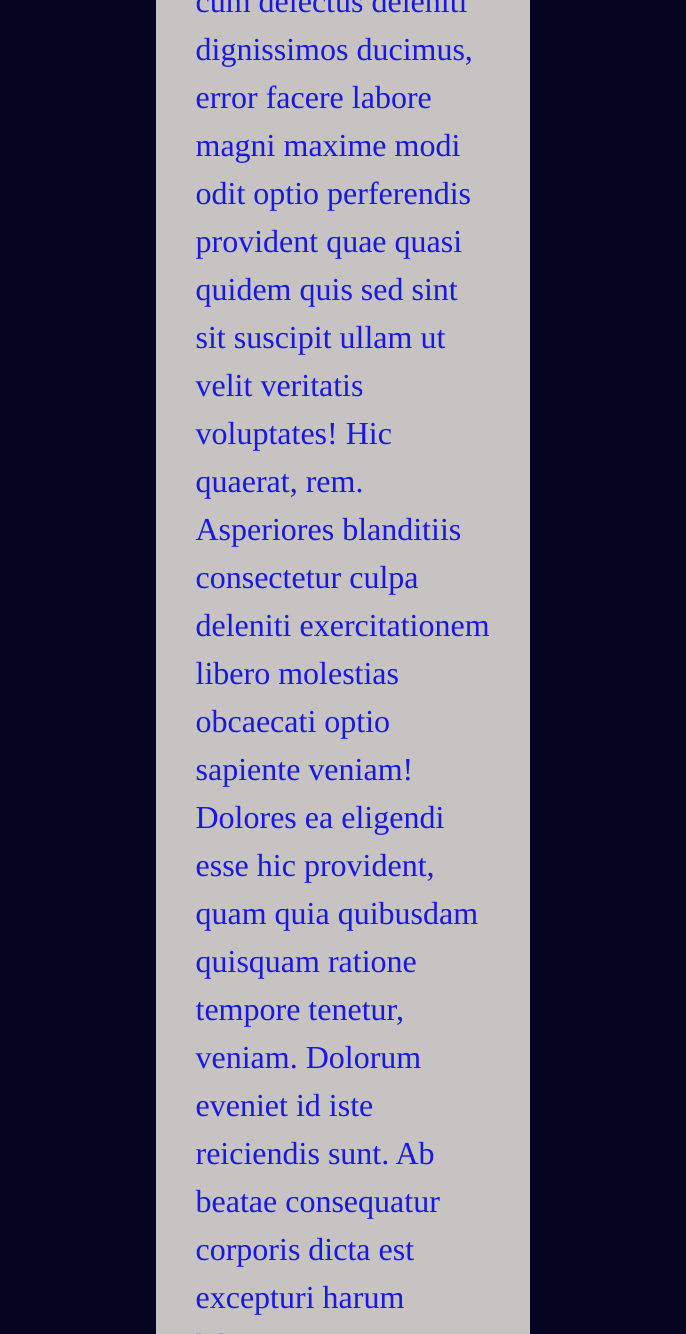 cum delectus deleniti
dignissimos ducimus,
error facere labore
magni maxime modi
odit optio perferendis
provident quae quasi
quidem quis sed sint
sit suscipit ullam ut
velit veritatis
voluptates! Hic
quaerat, rem.
Asperiores blanditiis
consectetur culpa
deleniti exercitationem
libero molestias
obcaecati optio
sapiente veniam!
Dolores ea eligendi
esse hic provident,
quam quia quibusdam
quisquam ratione
tempore tenetur,
veniam. Dolorum
eveniet id iste
reiciendis sunt. Ab
beatae consequatur
corporis dicta est
excepturi harum